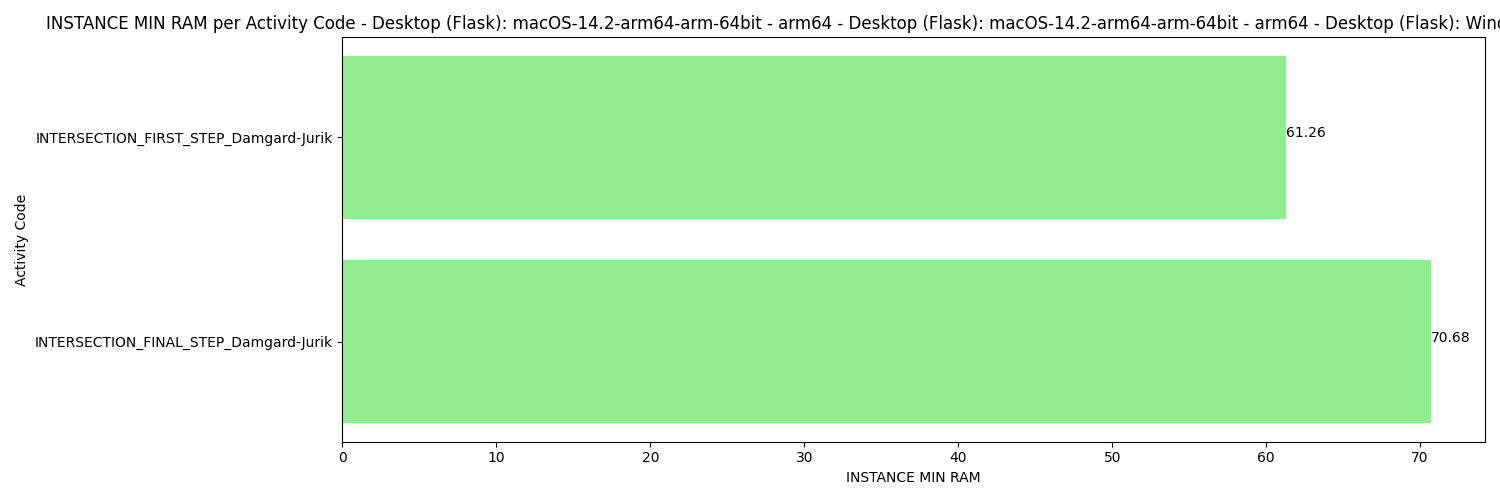 INSTANCE MIN RAM per Activity Code - Desktop (Flask): macOS-14.2-arm64-arm-64bit - arm64 - Desktop (Flask): macOS-14.2-arm64-arm-64bit - arm64 - Desktop (Flask):
INTERSECTION_FIRST_STEP_Damgard-Jurik
61.26
Activity Code
INTERSECTION_FINAL_STEP_Damgard-Jurik
70.68
0 10 20 30 40 50 60 70
INSTANCE MIN RAM